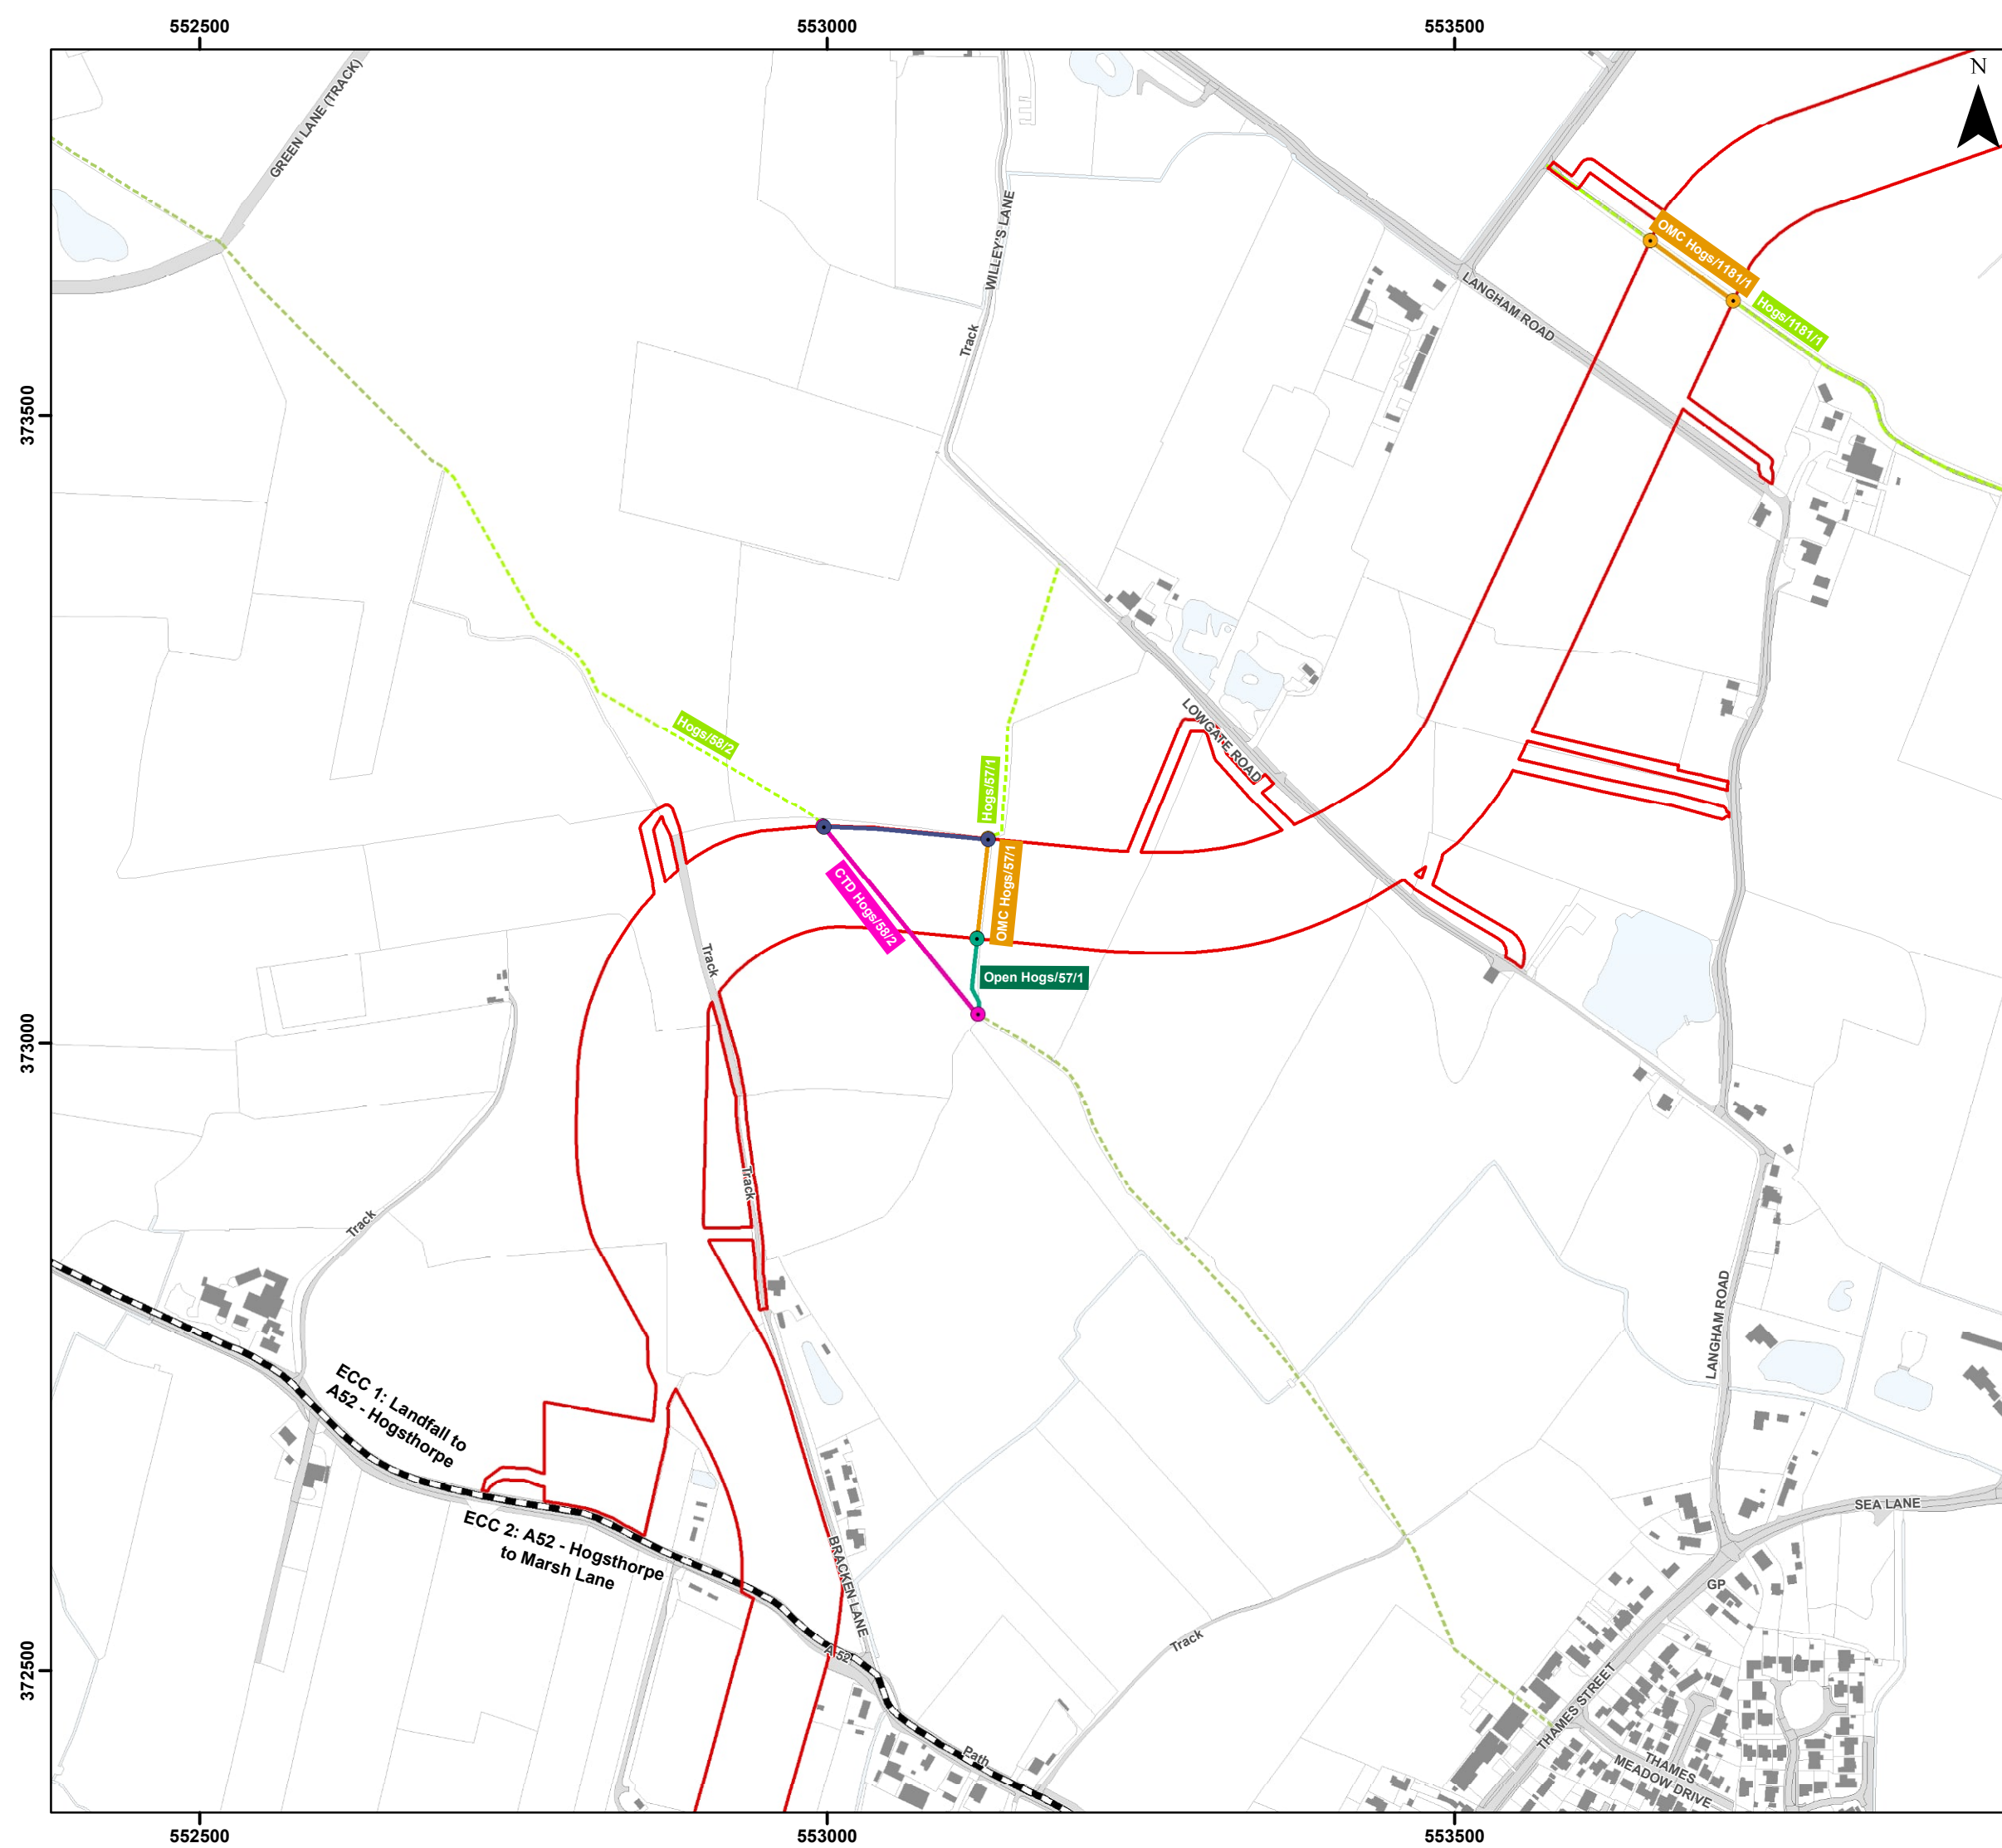 552500
553000
553500
N
GREEN LANE (TRACK)
WILLEY'S LANE
Track
OMC Hogs/1181/1
Hogs/1181/1
LANGHAM ROAD
373500
373500
Hogs/58/2
Hogs/57/1
LOWGATE ROAD
CTD Hogs/58/2
OMC Hogs/57/1
Open Hogs/57/1
Track
373000
Track
Track
LANGHAM ROAD
ECC 1: Landfall to
A52 - Hogsthorpe
ECC 2: A52 - Hogsthorpe
to Marsh Lane
SEA LANE
BRACKEN LANE
GP
Track
A 52
372500
THAMES STREET
Path
THAMES
MEADOW DRIVE
552500
553000
553500